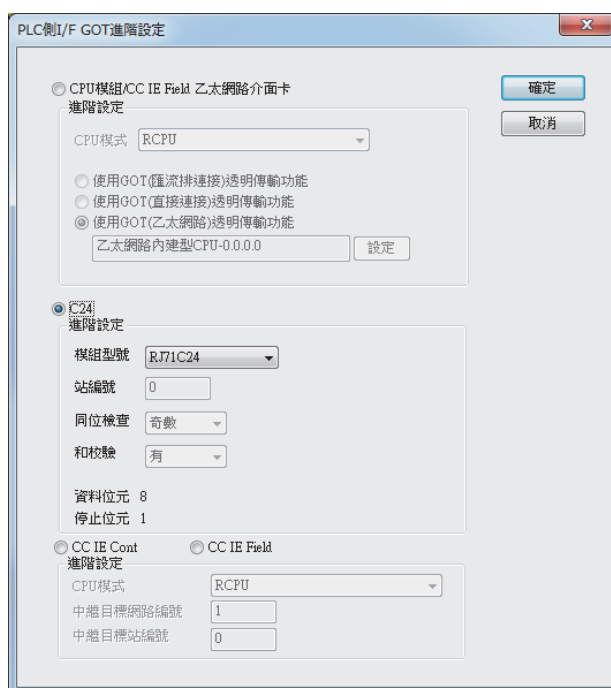 PLC側I/F GOT進階設定
CPU模組/CC IE Field 乙太網路介面卡
進階設定
CPU模式 RCPU
使用GOT(匯流排連接)透明傳輸功能
使用GOT(直接連接)透明傳輸功能
使用GOT(乙太網路)透明傳輸功能
乙太網路內建型CPU-0.0.0.0 設定
確定
取消
C24
進階設定
模組型號 RJ71C24
站編號 0
同位檢查 奇數
和校驗 有
資料位元 8
停止位元 1
CC IE Cont CC IE Field
進階設定
CPU模式 RCPU
中繼目標網路編號 1
中繼目標站編號 0